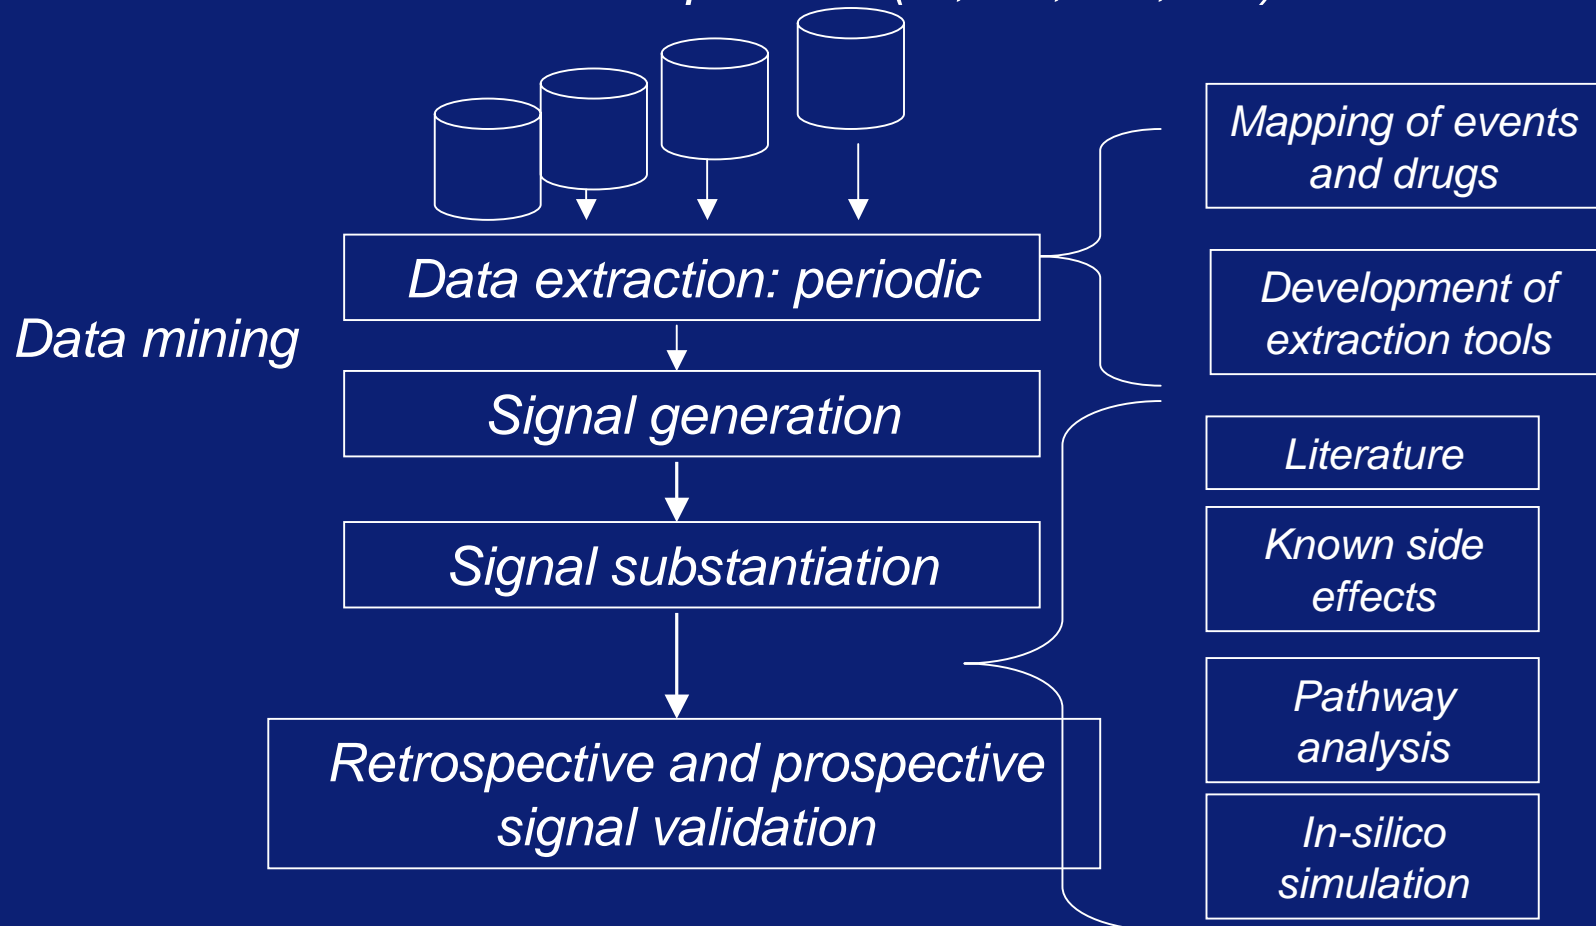 Data extraction: periodic
Data mining
Signal generation
Signal substantiation
Retrospective and prospective
signal validation
Mapping of events
and drugs
Development of
extraction tools
Literature
Known side
effects
Pathway
analysis
In-silico
simulation